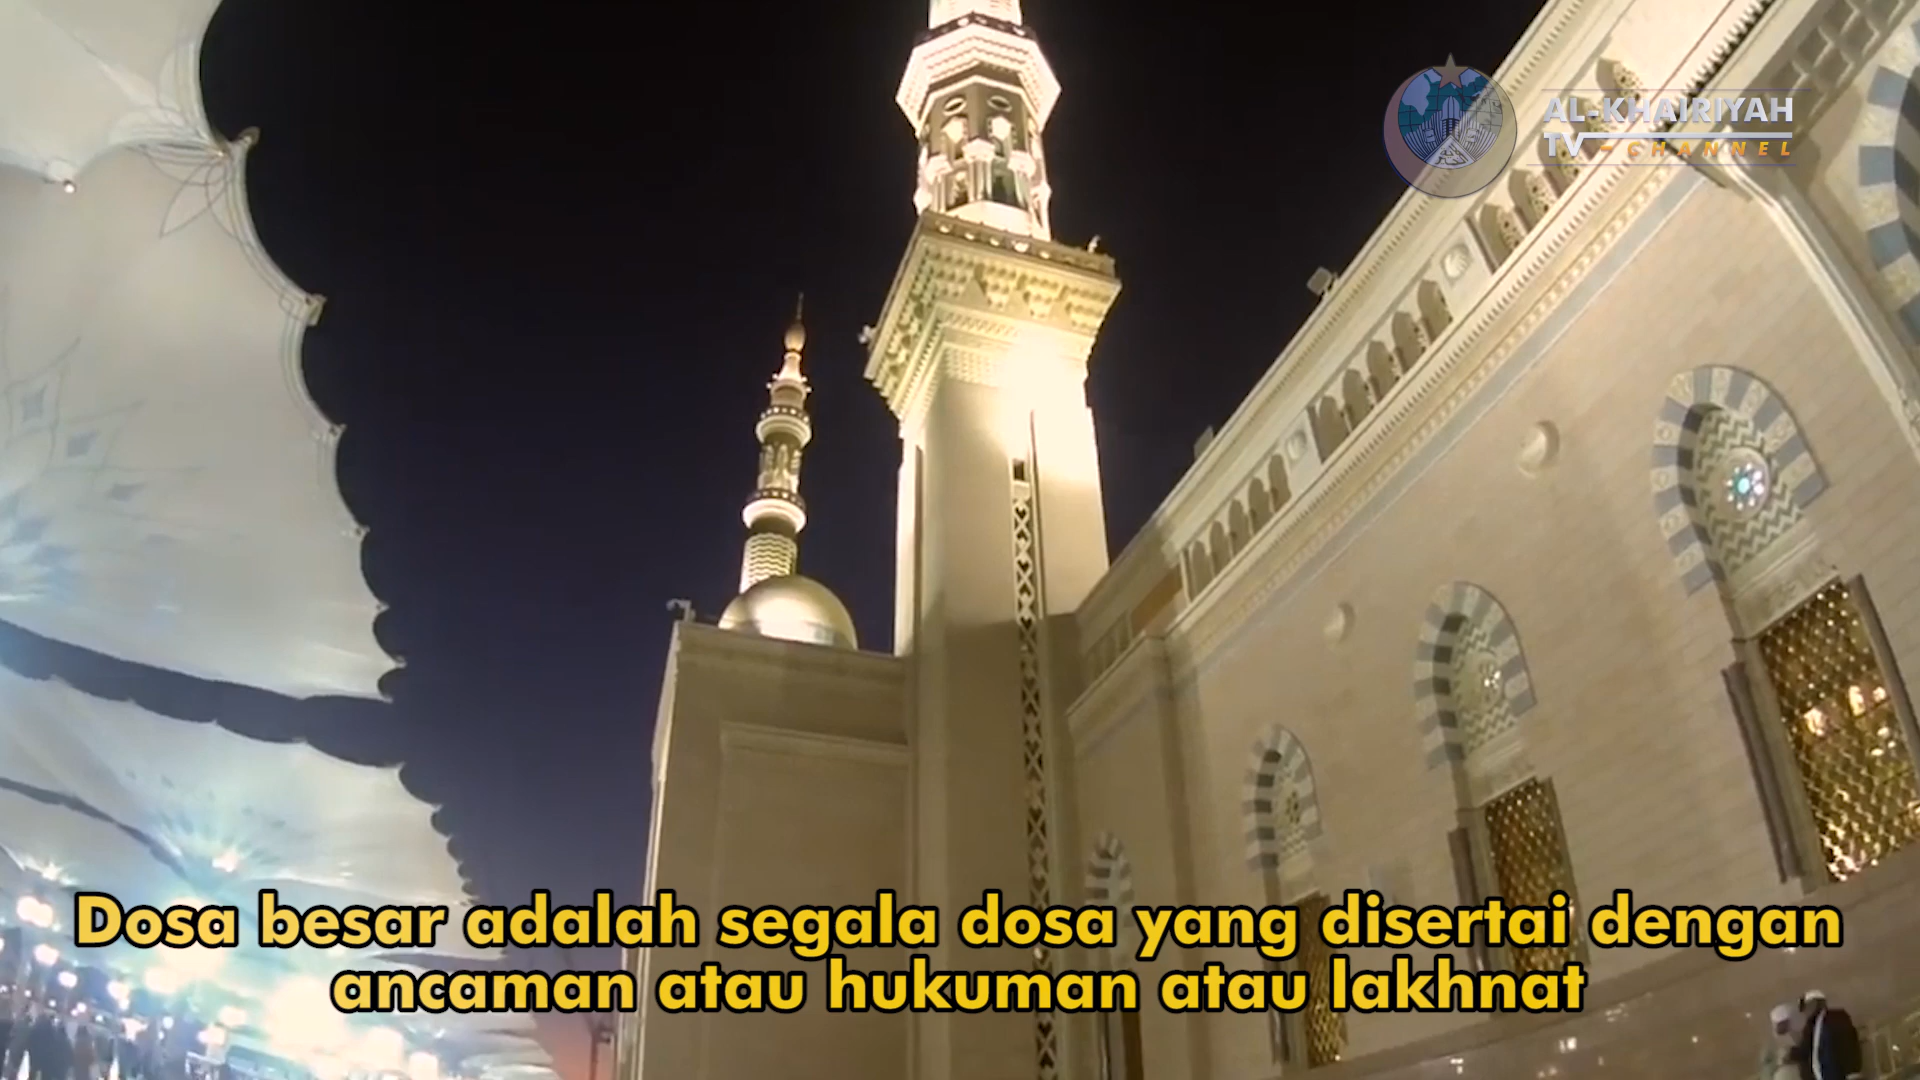 AL-KHAIRIYAH
TV - CHANNEL
Dosa besar adalah segala dosa yang disertai dengan
ancaman atau hukuman atau lakhnat